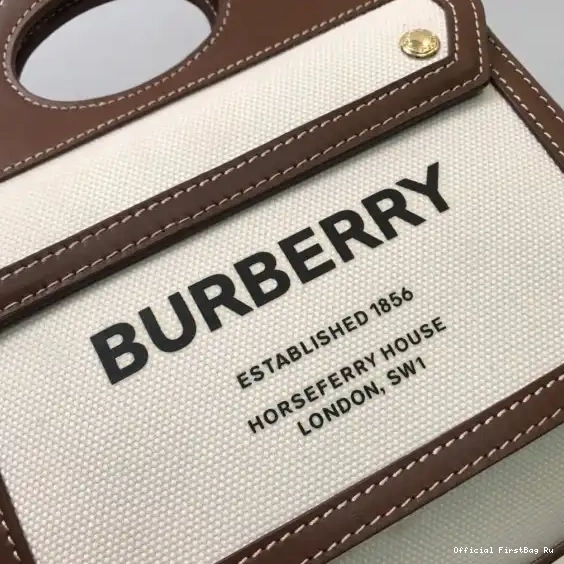 BURBERRY
ESTABLISHED 1856
HORSEFERRY HOUSE
LONDON, SW1
Official FirstBag Ru